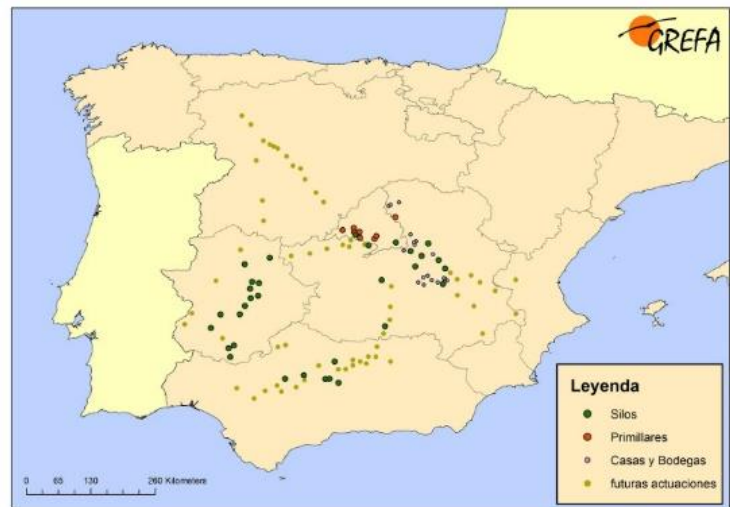 GREFA
Leyenda
Silos
Primillares
Casas y Bodegas
futuras actuaciones
0 65 130 260 Kilometers